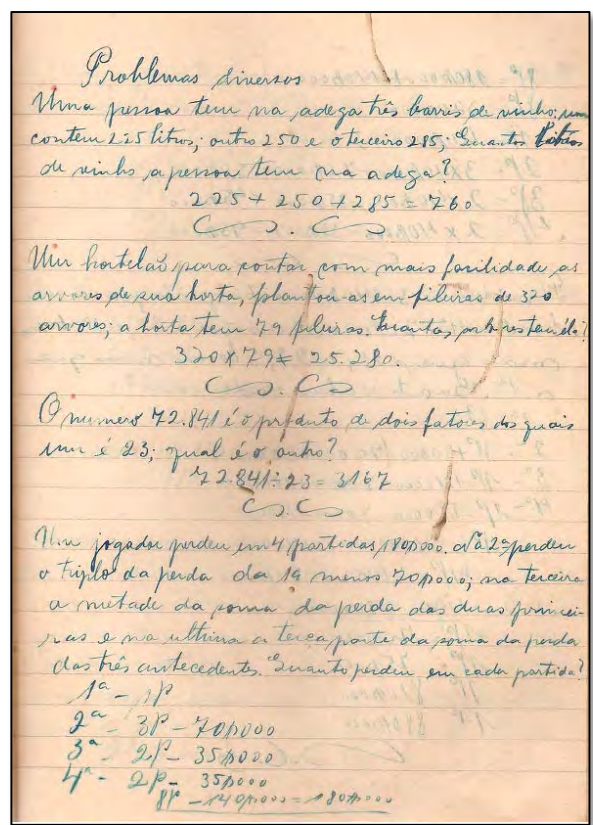 Problemas diversos
Uma pessoa tem na adega três barris de vinho; um
contem 225 litros; outro 250 e o terceiro 285; Quantos litros
de vinho a pessoa tem na adega?
225 + 250 + 285 = 760
Um hortelão para contar, com mais facilidade, as
arvores de sua horta, plantou-as em fileiras de 320
arvores; a horta tem 79 fileiras. Quantas arvores tem ela?
320 x 79 = 25.280.
O numero 72.841 é o produto de dois fatores dos quais
um é 23; qual é o outro?
72.841 ÷ 23 = 3167
Um jogador perdeu em 4 partidas, 180$000. Na 2ª perdeu
o triplo da perda da 1ª menos 70$000; na terceira
a metade da soma da perda das duas primei-
ras e na ultima a terça parte da soma da perda
das três antecedentes. Quanto perdeu em cada partida?
1ª - 1P
2ª - 3P - 70$000
3ª - 2P - 35$000
4ª - 2P - 35$000
8P - 140$000 = 180$000